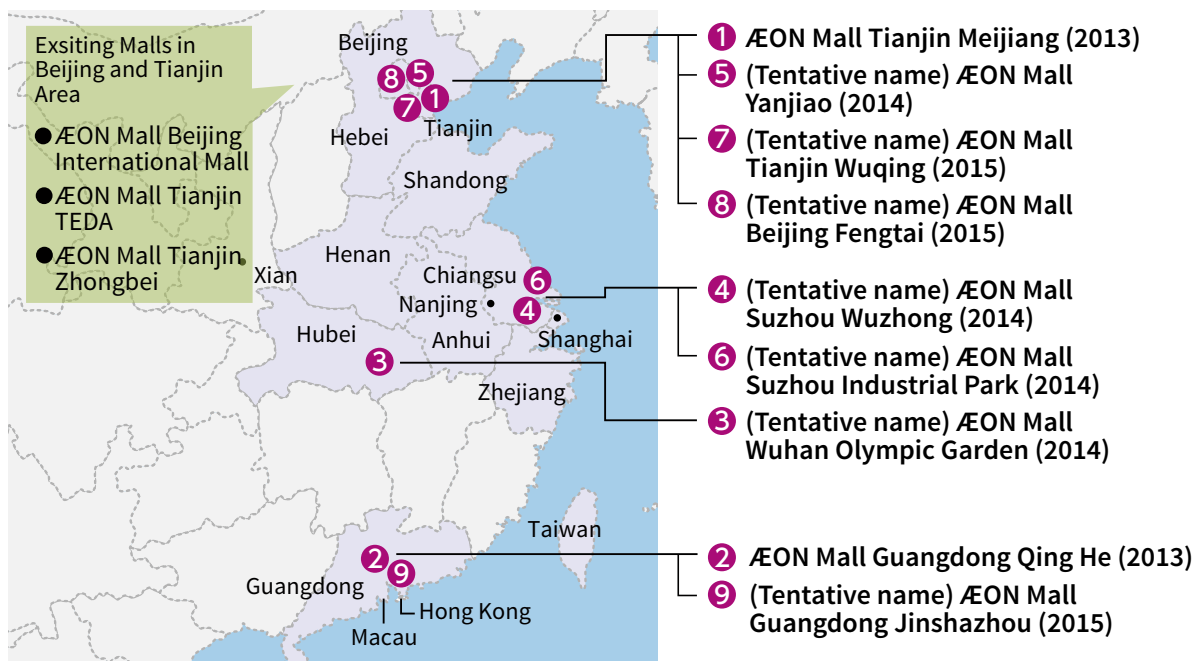 Exsiting Malls in
Beijing and Tianjin
Area
●ÆON Mall Beijing
International Mall
●ÆON Mall Tianjin
TEDA
●ÆON Mall Tianjin
Zhongbei
Beijing
8
5
7
1
Tianjin
Hebei
Shandong
Henan
Xian
Chiangsu
6
Nanjing
4
Shanghai
Hubei
Anhui
3
Zhejiang
Taiwan
2
9
Guangdong
Hong Kong
Macau
1 ÆON Mall Tianjin Meijiang (2013)
5 (Tentative name) ÆON Mall
Yanjiao (2014)
7 (Tentative name) ÆON Mall
Tianjin Wuqing (2015)
8 (Tentative name) ÆON Mall
Beijing Fengtai (2015)
4 (Tentative name) ÆON Mall
Suzhou Wuzhong (2014)
6 (Tentative name) ÆON Mall
Suzhou Industrial Park (2014)
3 (Tentative name) ÆON Mall
Wuhan Olympic Garden (2014)
2 ÆON Mall Guangdong Qing He (2013)
9 (Tentative name) ÆON Mall
Guangdong Jinshazhou (2015)